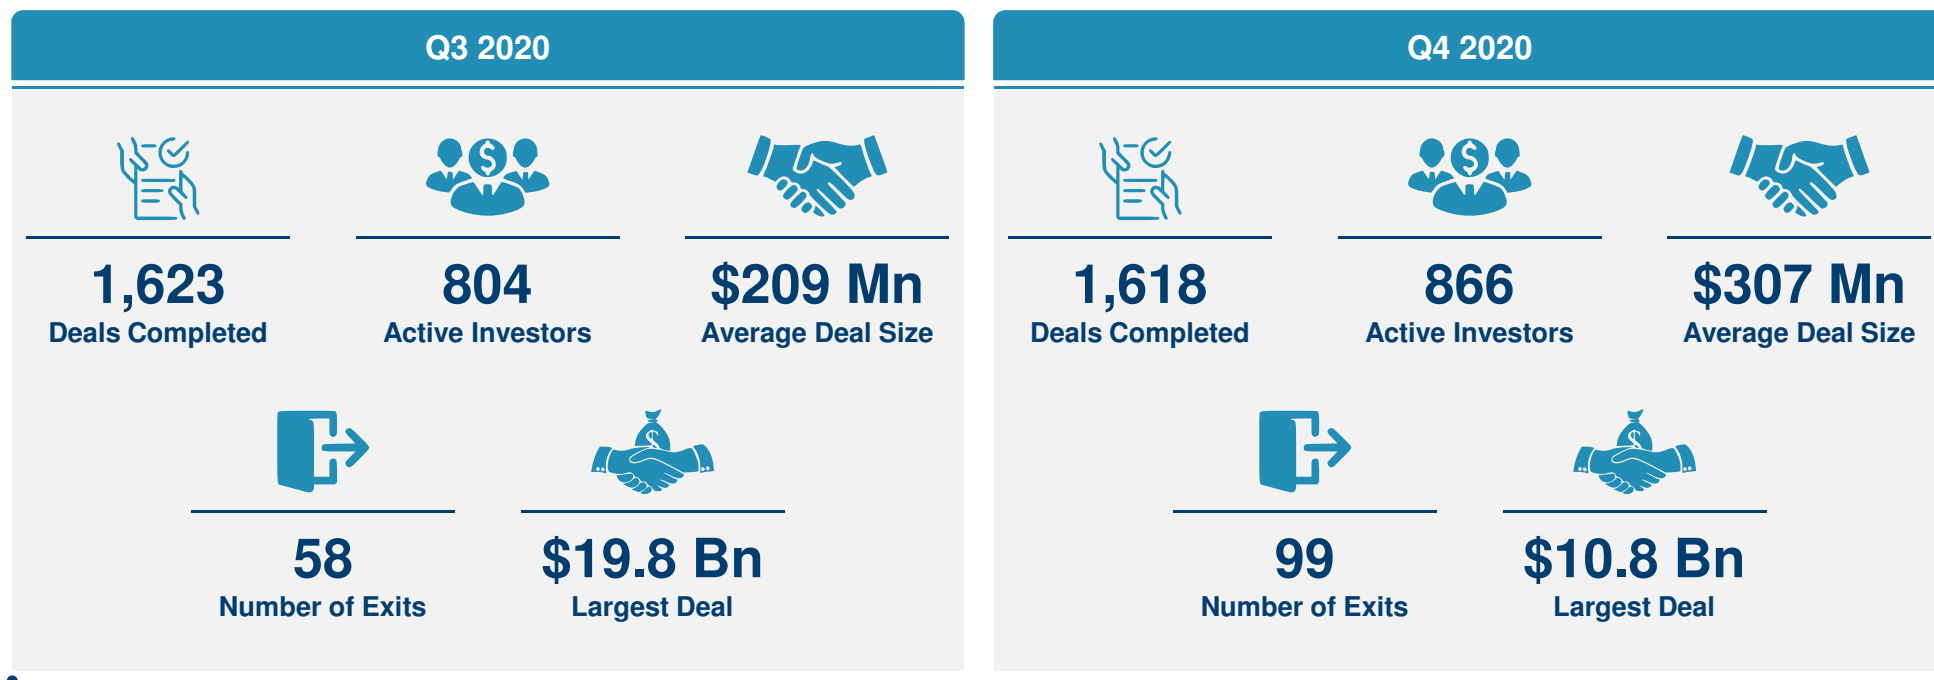 Q3 2020
1,623
Deals Completed
804
Active Investors
$209 Mn
Average Deal Size
58
Number of Exits
$19.8 Bn
Largest Deal
Q4 2020
1,618
Deals Completed
866
Active Investors
$307 Mn
Average Deal Size
99
Number of Exits
$10.8 Bn
Largest Deal